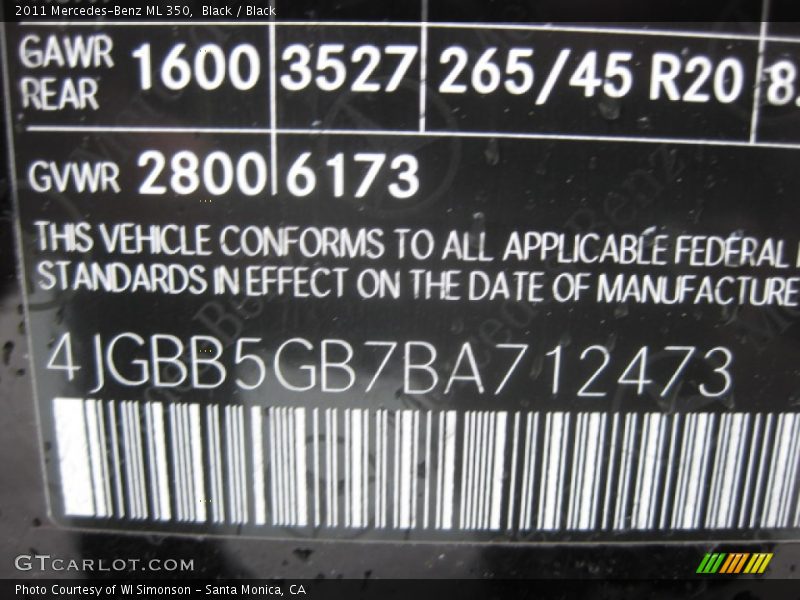 2011 Mercedes-Benz ML 350,  Black / Black
GAWR REAR 1600 3527 265/45 R20 8.
GVWR 2800 6173
THIS VEHICLE CONFORMS TO ALL APPLICABLE FEDERAL
STANDARDS IN EFFECT ON THE DATE OF MANUFACTURE
4JGBB5GB7BA712473
GTCARLOT.COM
Photo Courtesy of WI Simonson - Santa Monica, CA